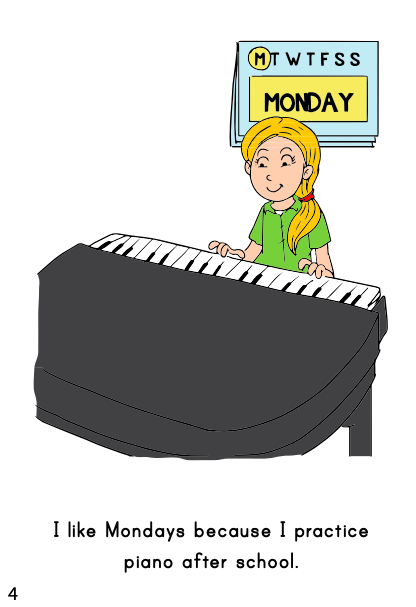 MTWTFSS
MONDAY
I like Mondays because I practice
piano after school.
4